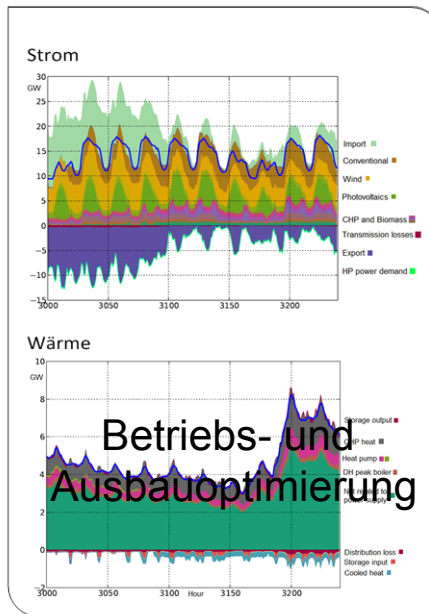 Strom
30
GW
25
20
15
10
5
0
−5
−10
−15
3000 3050 3100 3150 3200
Import
Conventional
Wind
Photovoltaics
CHP and Biomass
Transmission losses
Export
HP power demand
Wärme
10
GW
8
6
4
2
0
−2
3000 3050 3100 3150 3200
Hour
Storage output
CHP heat
Heat pump
DH peak boiler
power supply
Distribution loss
Storage input
Cooled heat
Betriebs- und
Ausbauoptimierung